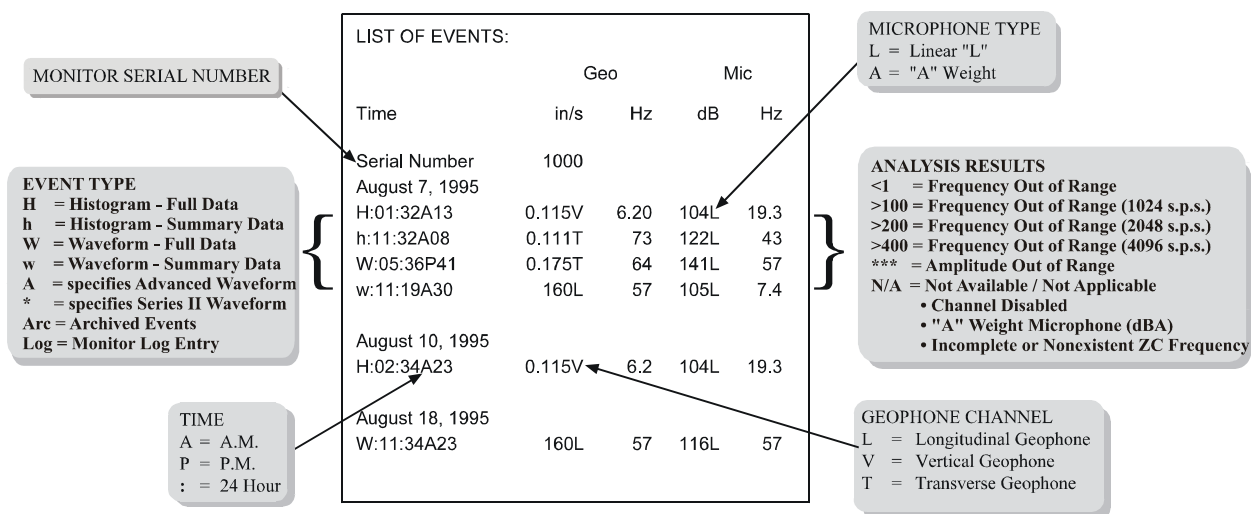 MONITOR SERIAL NUMBER
EVENT TYPE
H = Histogram - Full Data
h = Histogram - Summary Data
W = Waveform - Full Data
w = Waveform - Summary Data
A = specifies Advanced Waveform
* = specifies Series II Waveform
Arc = Archived Events
Log = Monitor Log Entry
TIME
A = A.M.
P = P.M.
: = 24 Hour
LIST OF EVENTS:
Geo Mic
Time in/s Hz dB Hz
Serial Number 1000
August 7, 1995
H:01:32A13 0.115V 6.20 104L 19.3
h:11:32A08 0.111T 73 122L 43
W:05:36P41 0.175T 64 141L 57
w:11:19A30 160L 57 105L 7.4
August 10, 1995
H:02:34A23 0.115V 6.2 104L 19.3
August 18, 1995
W:11:34A23 160L 57 116L 57
MICROPHONE TYPE
L = Linear "L"
A = "A" Weight
ANALYSIS RESULTS
<1 = Frequency Out of Range
>100 = Frequency Out of Range (1024 s.p.s.)
>200 = Frequency Out of Range (2048 s.p.s.)
>400 = Frequency Out of Range (4096 s.p.s.)
*** = Amplitude Out of Range
N/A = Not Available / Not Applicable
• Channel Disabled
• "A" Weight Microphone (dBA)
• Incomplete or Nonexistent ZC Frequency
GEOPHONE CHANNEL
L = Longitudinal Geophone
V = Vertical Geophone
T = Transverse Geophone